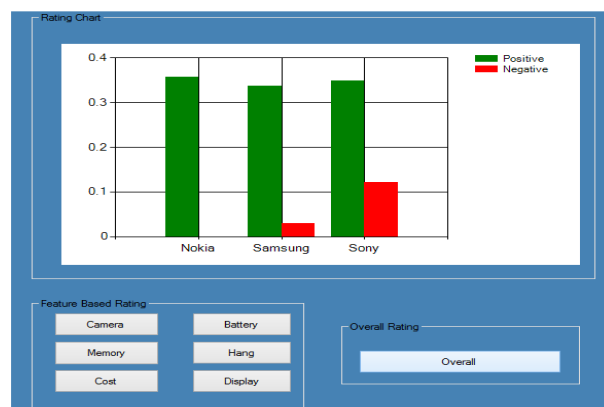 Rating Chart
0.4
0.3
0.2
0.1
0
Nokia Samsung Sony
Positive
Negative
Feature Based Rating
Camera Battery
Memory Hang
Cost Display
Overall Rating
Overall